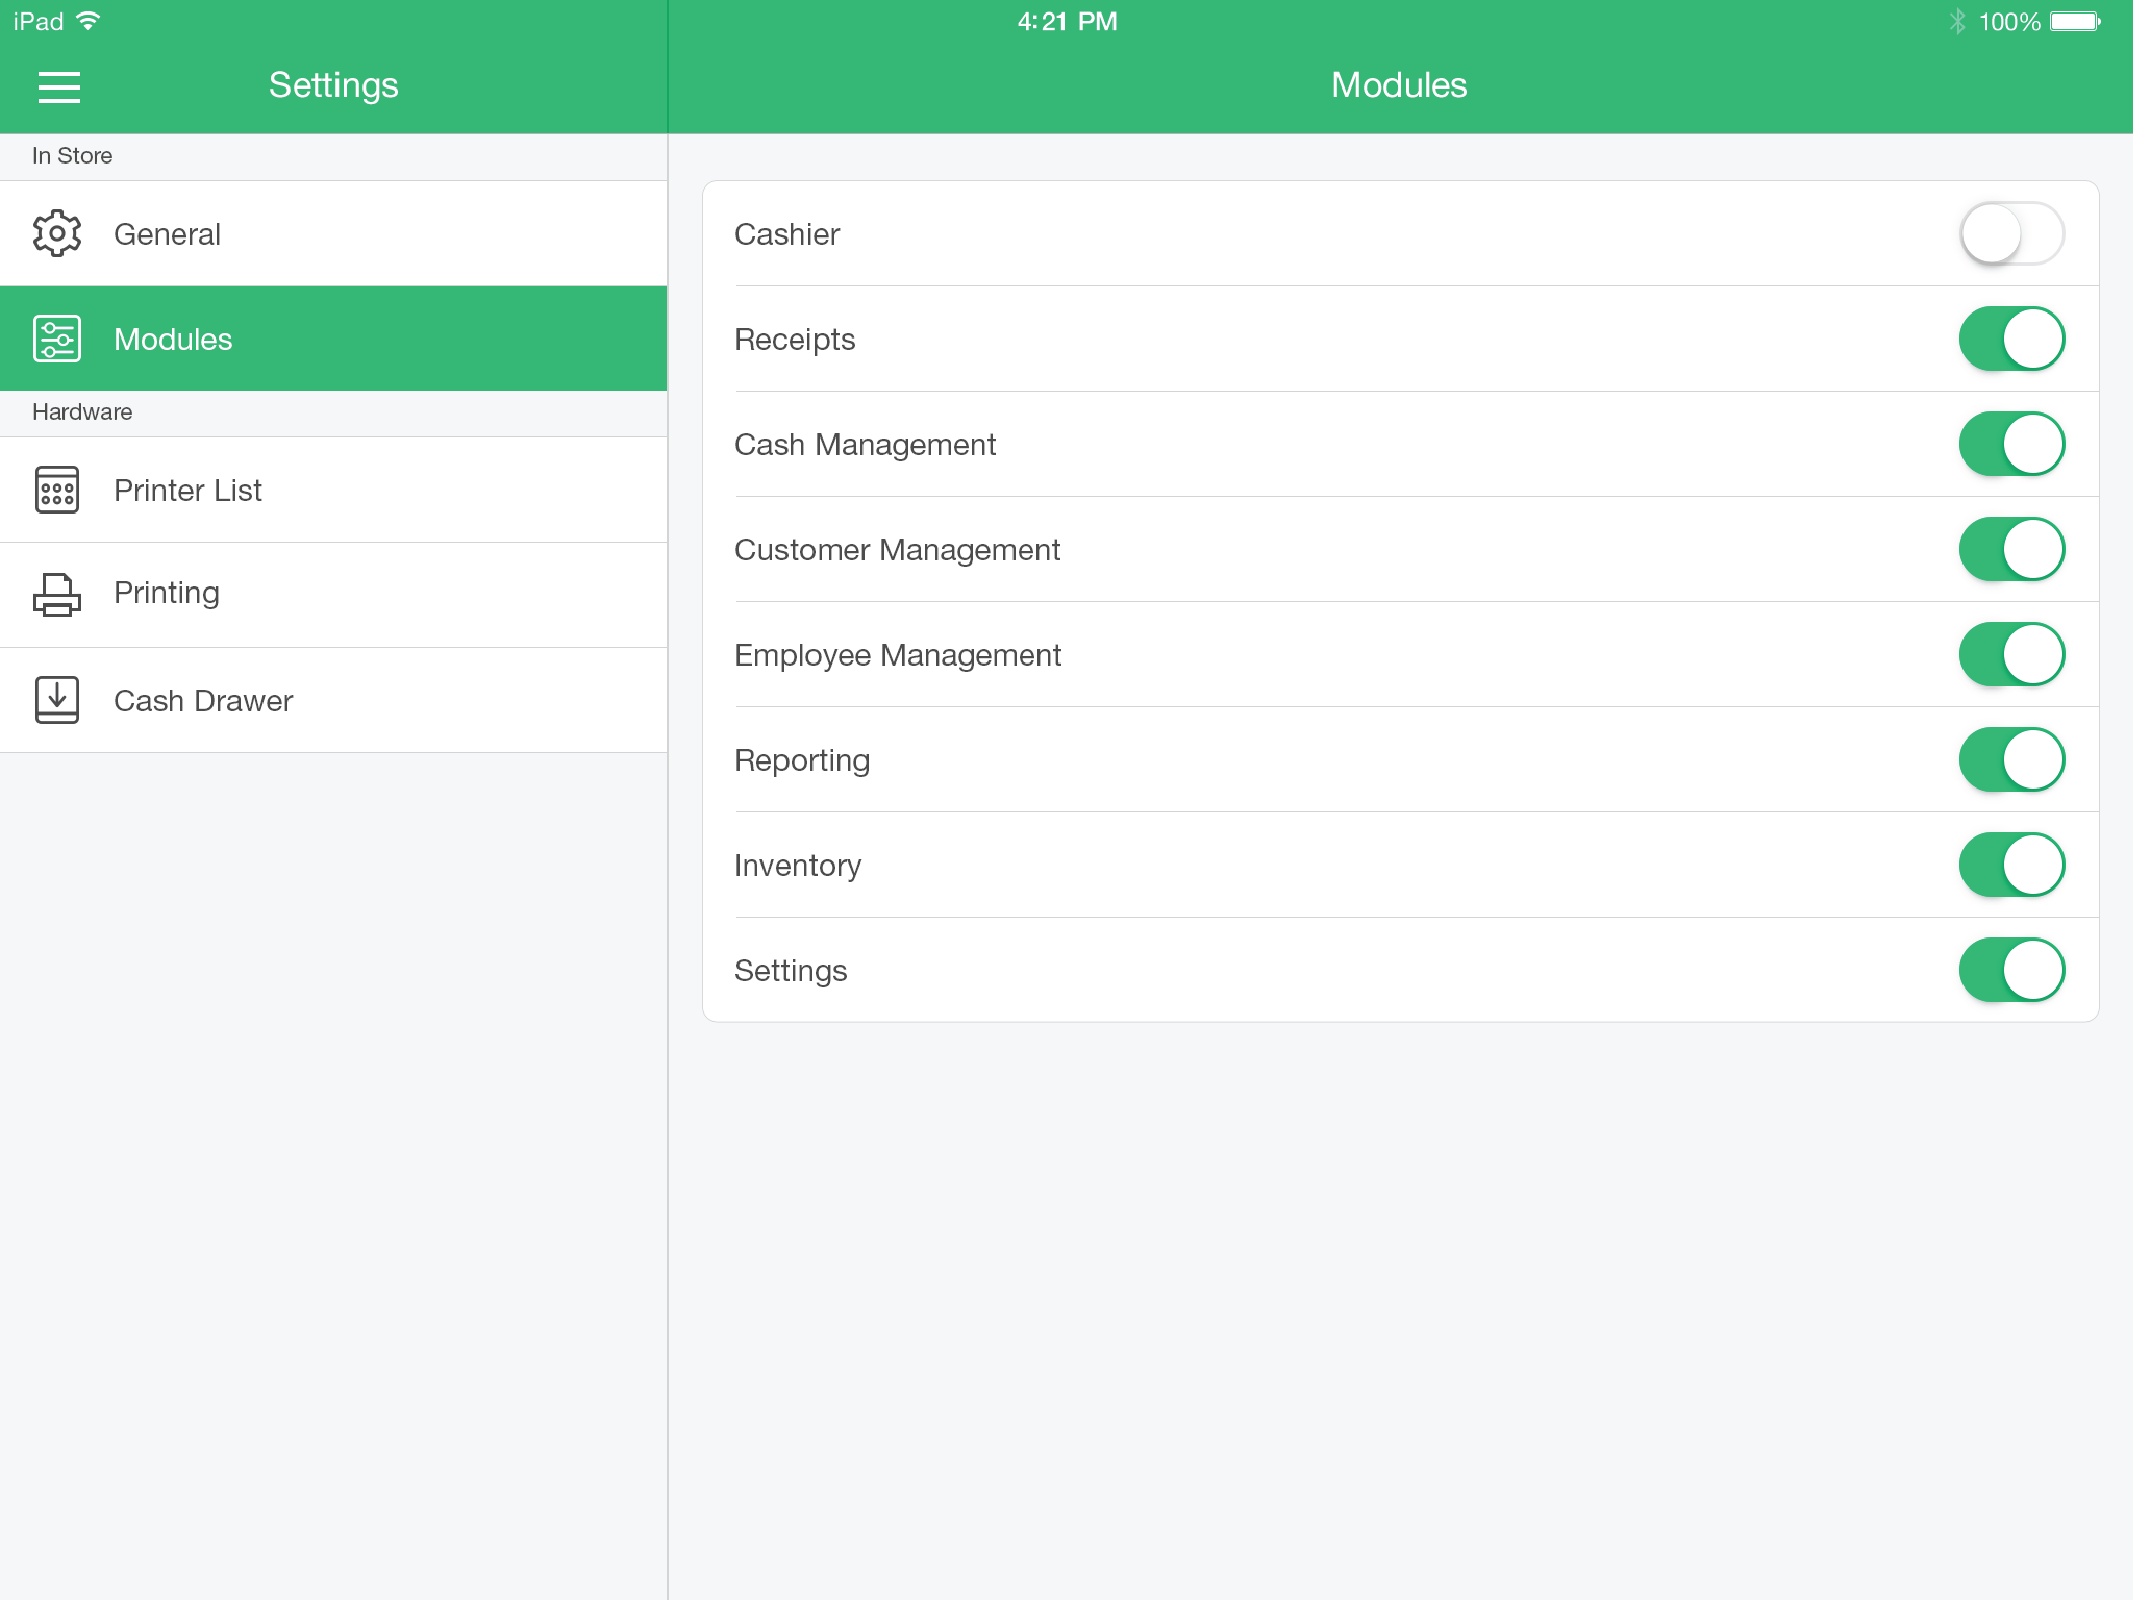 iPad
4:21 PM
100%
Settings
Modules
In Store
General
Modules
Hardware
Printer List
Printing
Cash Drawer
Cashier
Receipts
Cash Management
Customer Management
Employee Management
Reporting
Inventory
Settings